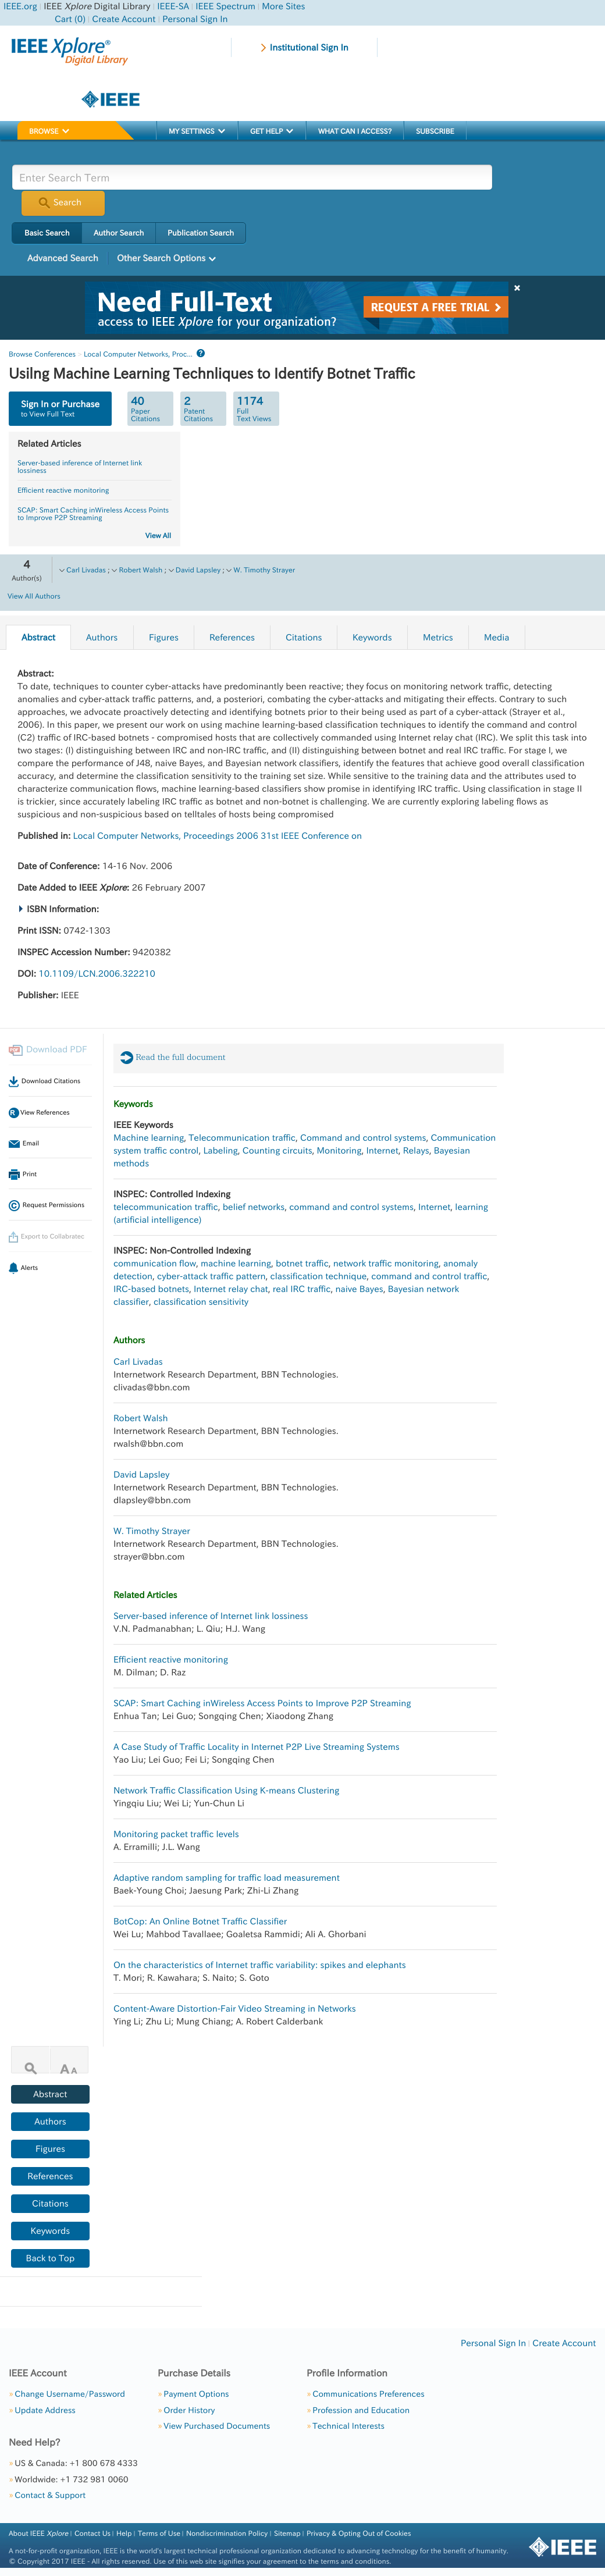 IEEE.org | IEEE Xplore Digital Library | IEEE-SA | IEEE Spectrum | More Sites
Cart (0) | Create Account | Personal Sign In
IEEE Xplore®
Digital Library
Institutional Sign In
IEEE
BROWSE
MY SETTINGS
GET HELP
WHAT CAN I ACCESS?
SUBSCRIBE
Enter Search Term
Search
Basic Search
Author Search
Publication Search
Advanced Search
Other Search Options
Need Full-Text
access to IEEE Xplore for your organization?
REQUEST A FREE TRIAL
Browse Conferences > Local Computer Networks, Proc... ?
Usilng Machine Learning Technliques to Identify Botnet Traffic
Sign In or Purchase
to View Full Text
40
Paper
Citations
2
Patent
Citations
1174
Full
Text Views
Related Articles
Server-based inference of Internet link
lossiness
Efficient reactive monitoring
SCAP: Smart Caching inWireless Access Points
to Improve P2P Streaming
View All
4
Author(s)
Carl Livadas ; Robert Walsh ; David Lapsley ; W. Timothy Strayer
View All Authors
Abstract
Authors
Figures
References
Citations
Keywords
Metrics
Media
Abstract:
To date, techniques to counter cyber-attacks have predominantly been reactive; they focus on monitoring network traffic, detecting
anomalies and cyber-attack traffic patterns, and, a posteriori, combating the cyber-attacks and mitigating their effects. Contrary to such
approaches, we advocate proactively detecting and identifying botnets prior to their being used as part of a cyber-attack (Strayer et al.,
2006). In this paper, we present our work on using machine learning-based classification techniques to identify the command and control
(C2) traffic of IRC-based botnets - compromised hosts that are collectively commanded using Internet relay chat (IRC). We split this task into
two stages: (I) distinguishing between IRC and non-IRC traffic, and (II) distinguishing between botnet and real IRC traffic. For stage I, we
compare the performance of J48, naive Bayes, and Bayesian network classifiers, identify the features that achieve good overall classification
accuracy, and determine the classification sensitivity to the training set size. While sensitive to the training data and the attributes used to
characterize communication flows, machine learning-based classifiers show promise in identifying IRC traffic. Using classification in stage II
is trickier, since accurately labeling IRC traffic as botnet and non-botnet is challenging. We are currently exploring labeling flows as
suspicious and non-suspicious based on telltales of hosts being compromised
Published in: Local Computer Networks, Proceedings 2006 31st IEEE Conference on
Date of Conference: 14-16 Nov. 2006
Date Added to IEEE Xplore: 26 February 2007
ISBN Information:
Print ISSN: 0742-1303
INSPEC Accession Number: 9420382
DOI: 10.1109/LCN.2006.322210
Publisher: IEEE
Download PDF
Download Citations
View References
Email
Print
Request Permissions
Export to Collabratec
Alerts
Read the full document
Keywords
IEEE Keywords
Machine learning, Telecommunication traffic, Command and control systems, Communication
system traffic control, Labeling, Counting circuits, Monitoring, Internet, Relays, Bayesian
methods
INSPEC: Controlled Indexing
telecommunication traffic, belief networks, command and control systems, Internet, learning
(artificial intelligence)
INSPEC: Non-Controlled Indexing
communication flow, machine learning, botnet traffic, network traffic monitoring, anomaly
detection, cyber-attack traffic pattern, classification technique, command and control traffic,
IRC-based botnets, Internet relay chat, real IRC traffic, naive Bayes, Bayesian network
classifier, classification sensitivity
Authors
Carl Livadas
Internetwork Research Department, BBN Technologies.
clivadas@bbn.com
Robert Walsh
Internetwork Research Department, BBN Technologies.
rwalsh@bbn.com
David Lapsley
Internetwork Research Department, BBN Technologies.
dlapsley@bbn.com
W. Timothy Strayer
Internetwork Research Department, BBN Technologies.
strayer@bbn.com
Related Articles
Server-based inference of Internet link lossiness
V.N. Padmanabhan; L. Qiu; H.J. Wang
Efficient reactive monitoring
M. Dilman; D. Raz
SCAP: Smart Caching inWireless Access Points to Improve P2P Streaming
Enhua Tan; Lei Guo; Songqing Chen; Xiaodong Zhang
A Case Study of Traffic Locality in Internet P2P Live Streaming Systems
Yao Liu; Lei Guo; Fei Li; Songqing Chen
Network Traffic Classification Using K-means Clustering
Yingqiu Liu; Wei Li; Yun-Chun Li
Monitoring packet traffic levels
A. Erramilli; J.L. Wang
Adaptive random sampling for traffic load measurement
Baek-Young Choi; Jaesung Park; Zhi-Li Zhang
BotCop: An Online Botnet Traffic Classifier
Wei Lu; Mahbod Tavallaee; Goaletsa Rammidi; Ali A. Ghorbani
On the characteristics of Internet traffic variability: spikes and elephants
T. Mori; R. Kawahara; S. Naito; S. Goto
Content-Aware Distortion-Fair Video Streaming in Networks
Ying Li; Zhu Li; Mung Chiang; A. Robert Calderbank
A A
Abstract
Authors
Figures
References
Citations
Keywords
Back to Top
Personal Sign In | Create Account
IEEE Account
» Change Username/Password
» Update Address
Purchase Details
» Payment Options
» Order History
» View Purchased Documents
Profile Information
» Communications Preferences
» Profession and Education
» Technical Interests
Need Help?
» US & Canada: +1 800 678 4333
» Worldwide: +1 732 981 0060
» Contact & Support
About IEEE Xplore | Contact Us | Help | Terms of Use | Nondiscrimination Policy | Sitemap | Privacy & Opting Out of Cookies
A not-for-profit organization, IEEE is the world's largest technical professional organization dedicated to advancing technology for the benefit of humanity.
© Copyright 2017 IEEE - All rights reserved. Use of this web site signifies your agreement to the terms and conditions.
IEEE